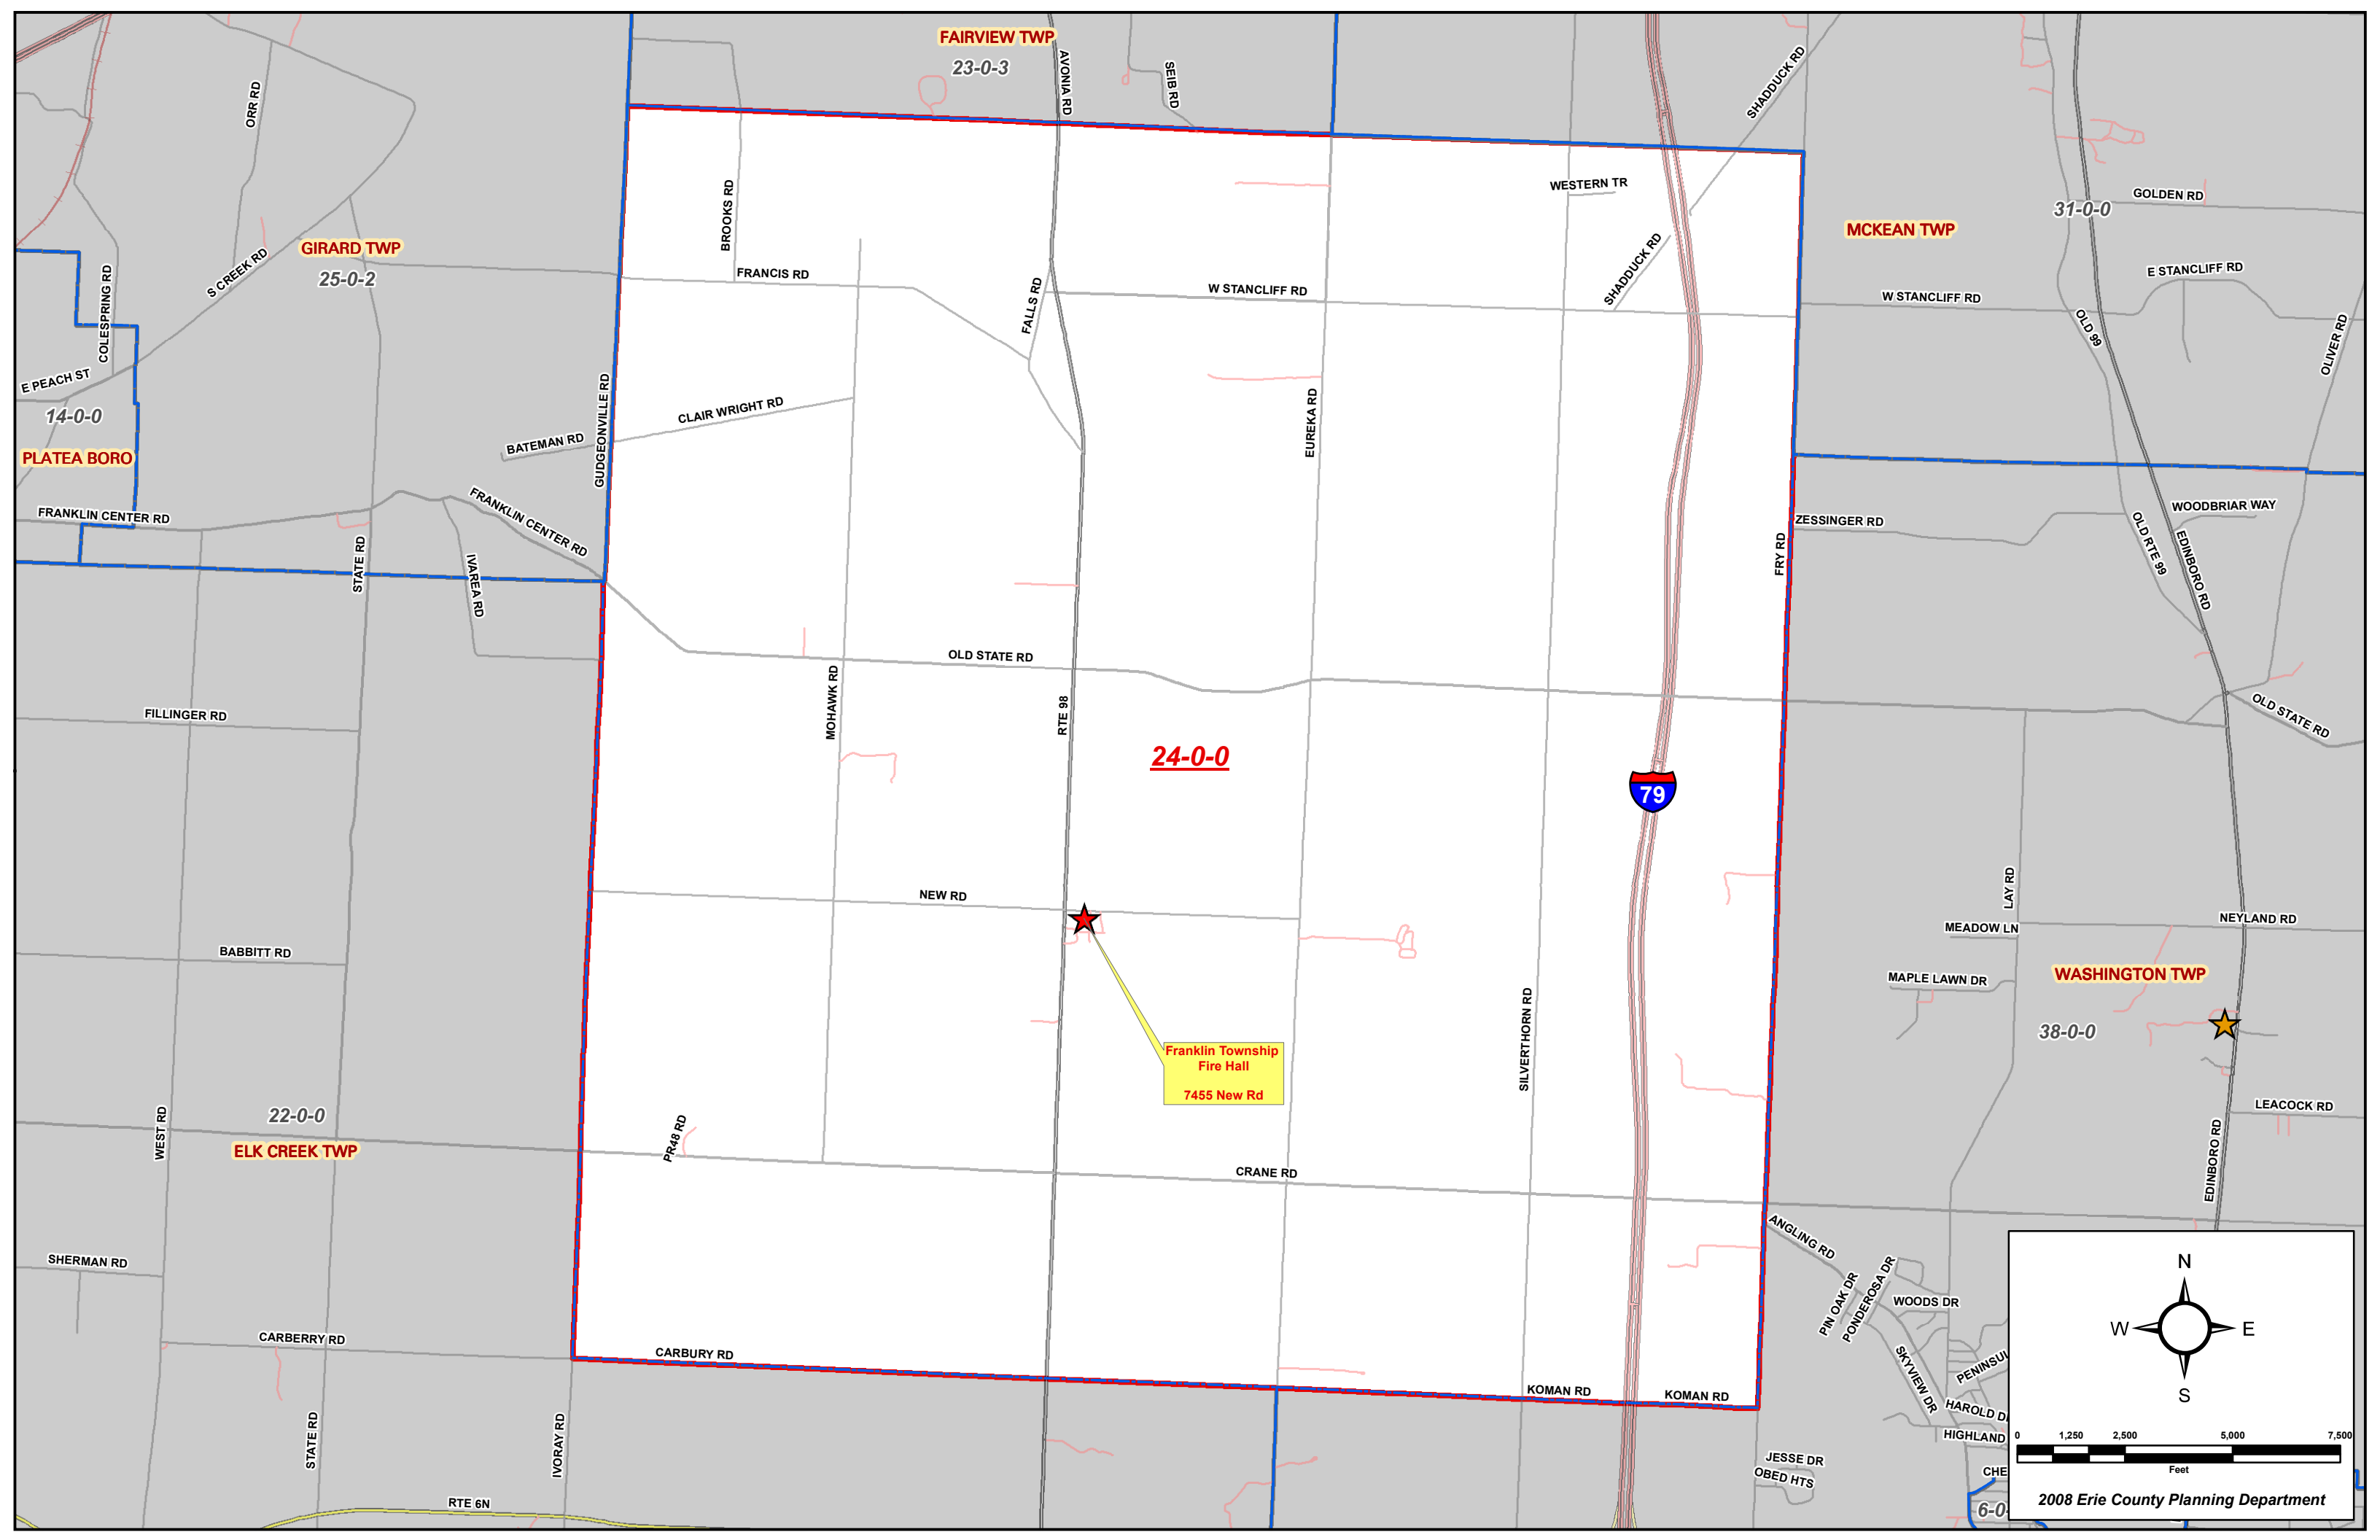 FAIRVIEW TWP
23-0-3
AVONIA RD
SEIB RD
SHADDUCK RD
ORR RD
BROOKS RD
WESTERN TR
GOLDEN RD
31-0-0
MCKEAN TWP
GIRARD TWP
25-0-2
S CREEK RD
COLESPRING RD
FRANCIS RD
FALLS RD
W STANCLIFF RD
SHADDUCK RD
W STANCLIFF RD
E STANCLIFF RD
OLD 99
OLIVER RD
E PEACH ST
14-0-0
PLATEA BORO
GUDGEONVILLE RD
CLAIR WRIGHT RD
BATEMAN RD
EUREKA RD
FRANKLIN CENTER RD
FRANKLIN CENTER RD
STATE RD
IVAREA RD
FRY RD
ZESSINGER RD
WOODBRIAR WAY
OLD RTE 99
EDINBORO RD
OLD STATE RD
MOHAWK RD
RTE 98
FILLINGER RD
OLD STATE RD
24-0-0
79
NEW RD
LAY RD
NEYLAND RD
MEADOW LN
BABBITT RD
MAPLE LAWN DR
WASHINGTON TWP
38-0-0
SILVERTHORN RD
Franklin Township
Fire Hall
7455 New Rd
WEST RD
22-0-0
ELK CREEK TWP
PR48 RD
CRANE RD
LEACOCK RD
EDINBORO RD
ANGLING RD
SHERMAN RD
PIN OAK DR
PONDEROSA DR
WOODS DR
CARBERRY RD
CARBURY RD
SKYVIEW DR
PENINSUL
KOMAN RD
KOMAN RD
HAROLD D
HIGHLAND
STATE RD
IVORAY RD
JESSE DR
OBED HTS
CHE
6-0
RTE 6N
N
W
E
S
0
1,250
2,500
5,000
7,500
Feet
2008 Erie County Planning Department